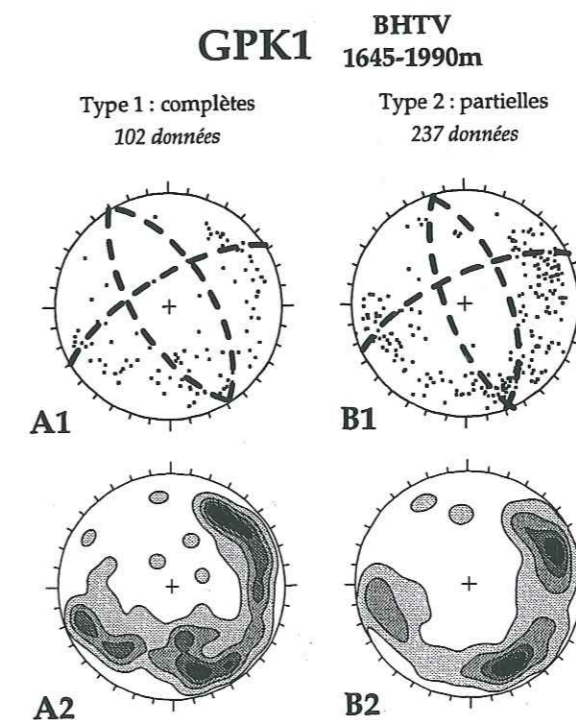 GPK1
BHTV
1645-1990m
Type 1 : complètes
102 données
Type 2 : partielles
237 données
A1
B1
A2
B2